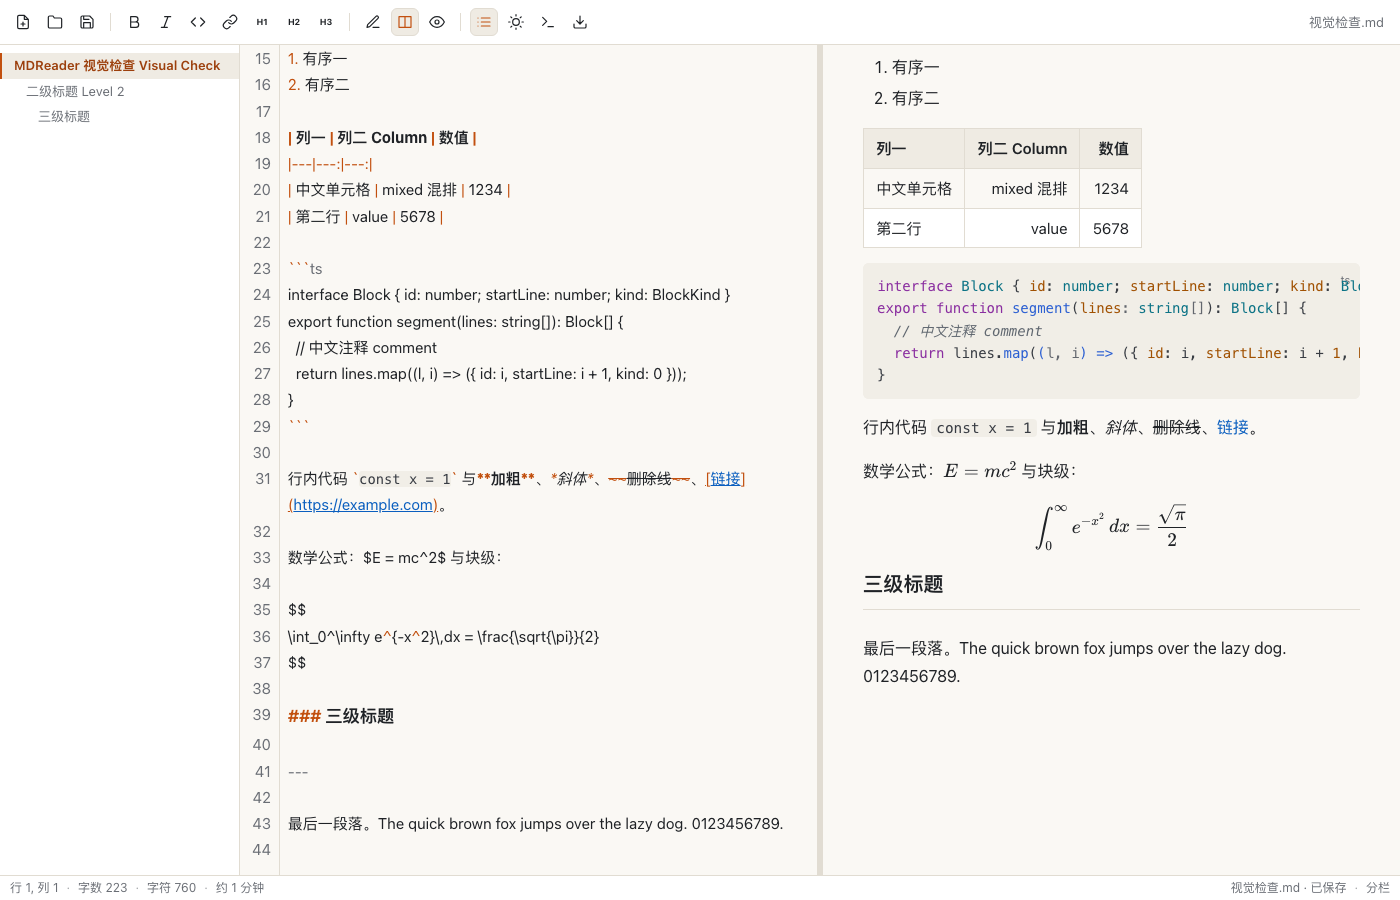 B I <> H1 H2 H3
视觉检查.md
MDReader 视觉检查 Visual Check
二级标题 Level 2
三级标题
15 1. 有序一
16 2. 有序二
17
18 | 列一 | 列二 Column | 数值 |
19 |---|---:|---:|
20 | 中文单元格 | mixed 混排 | 1234 |
21 | 第二行 | value | 5678 |
22
23 ```ts
24 interface Block { id: number; startLine: number; kind: BlockKind }
25 export function segment(lines: string[]): Block[] {
26 // 中文注释 comment
27 return lines.map((l, i) => ({ id: i, startLine: i + 1, kind: 0 }));
28 }
29 ```
30
31 行内代码 `const x = 1` 与**加粗**、*斜体*、~~删除线~~、[链接]
(https://example.com)。
32
33 数学公式：$E = mc^2$ 与块级：
34
35 $$
36 \int_0^\infty e^{-x^2}\,dx = \frac{\sqrt{\pi}}{2}
37 $$
38
39 ### 三级标题
40
41 ---
42
43 最后一段落。The quick brown fox jumps over the lazy dog. 0123456789.
44
1. 有序一
2. 有序二
列一 列二 Column 数值
中文单元格 mixed 混排 1234
第二行 value 5678
ts
interface Block { id: number; startLine: number; kind: Blo
export function segment(lines: string[]): Block[] {
// 中文注释 comment
return lines.map((l, i) => ({ id: i, startLine: i + 1,
}
行内代码 const x = 1 与加粗、斜体、删除线、链接。
数学公式：E = mc² 与块级：
∫₀^∞ e^{-x²} dx = √π / 2
三级标题
最后一段落。The quick brown fox jumps over the lazy dog.
0123456789.
行 1, 列 1 · 字数 223 · 字符 760 · 约 1 分钟
视觉检查.md · 已保存 · 分栏